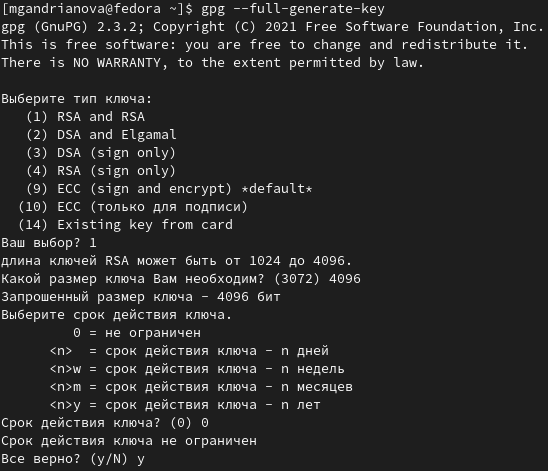 [mgandrianova@fedora ~]$ gpg --full-generate-key
gpg (GnuPG) 2.3.2; Copyright (C) 2021 Free Software Foundation, Inc.
This is free software: you are free to change and redistribute it.
There is NO WARRANTY, to the extent permitted by law.

Выберите тип ключа:
   (1) RSA and RSA
   (2) DSA and Elgamal
   (3) DSA (sign only)
   (4) RSA (sign only)
   (9) ECC (sign and encrypt) *default*
  (10) ECC (только для подписи)
  (14) Existing key from card
Ваш выбор? 1
длина ключей RSA может быть от 1024 до 4096.
Какой размер ключа Вам необходим? (3072) 4096
Запрошенный размер ключа - 4096 бит
Выберите срок действия ключа.
         0 = не ограничен
      <n>  = срок действия ключа - n дней
      <n>w = срок действия ключа - n недель
      <n>m = срок действия ключа - n месяцев
      <n>y = срок действия ключа - n лет
Срок действия ключа? (0) 0
Срок действия ключа не ограничен
Все верно? (y/N) y